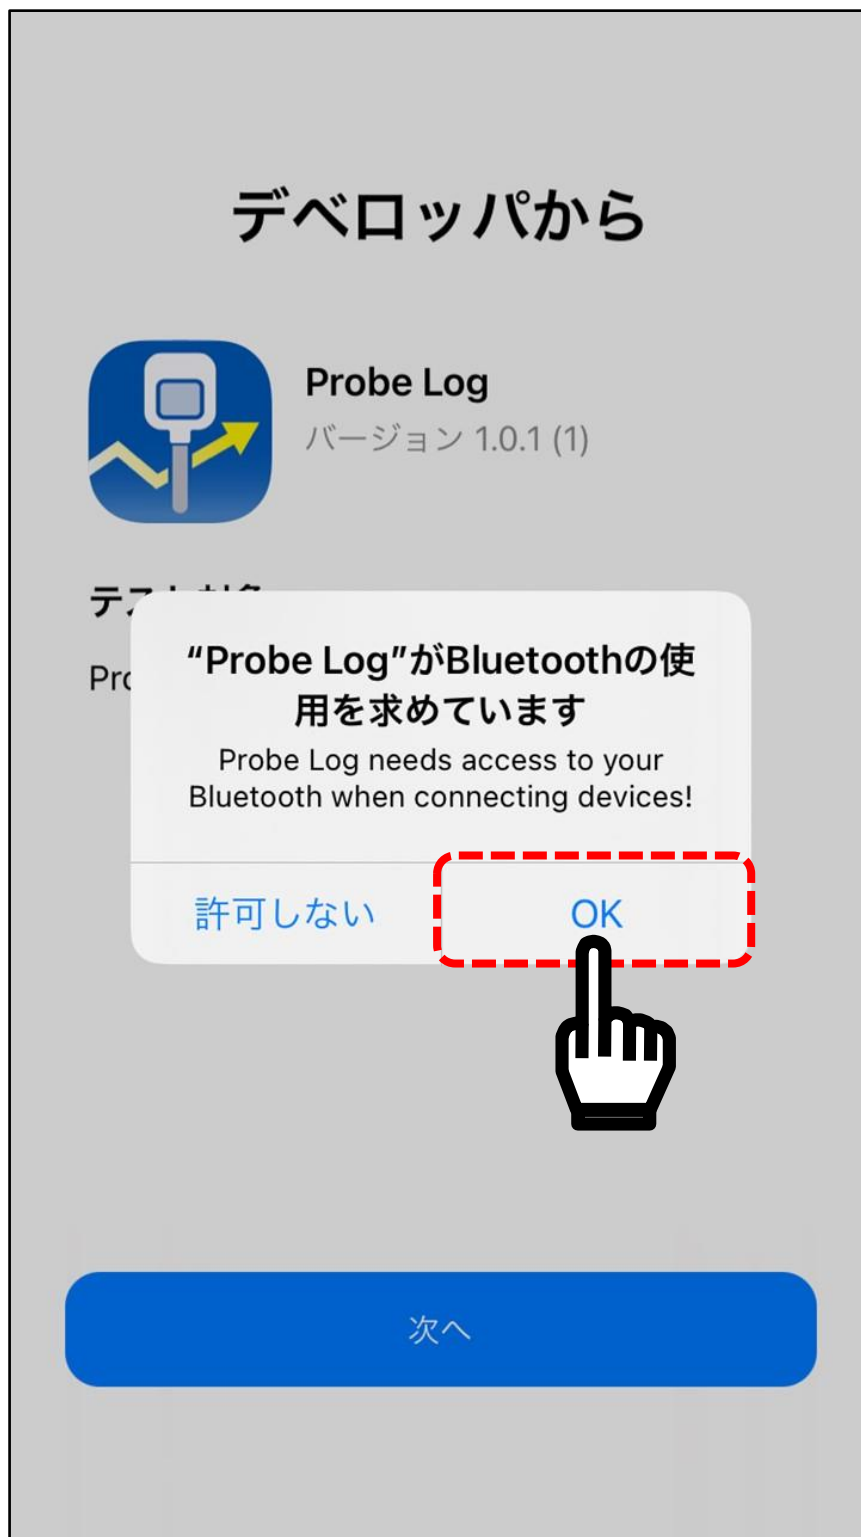 デベロッパから
Probe Log
バージョン 1.0.1 (1)
“Probe Log”がBluetoothの使
用を求めています
Probe Log needs access to your
Bluetooth when connecting devices!
許可しない
OK
次へ